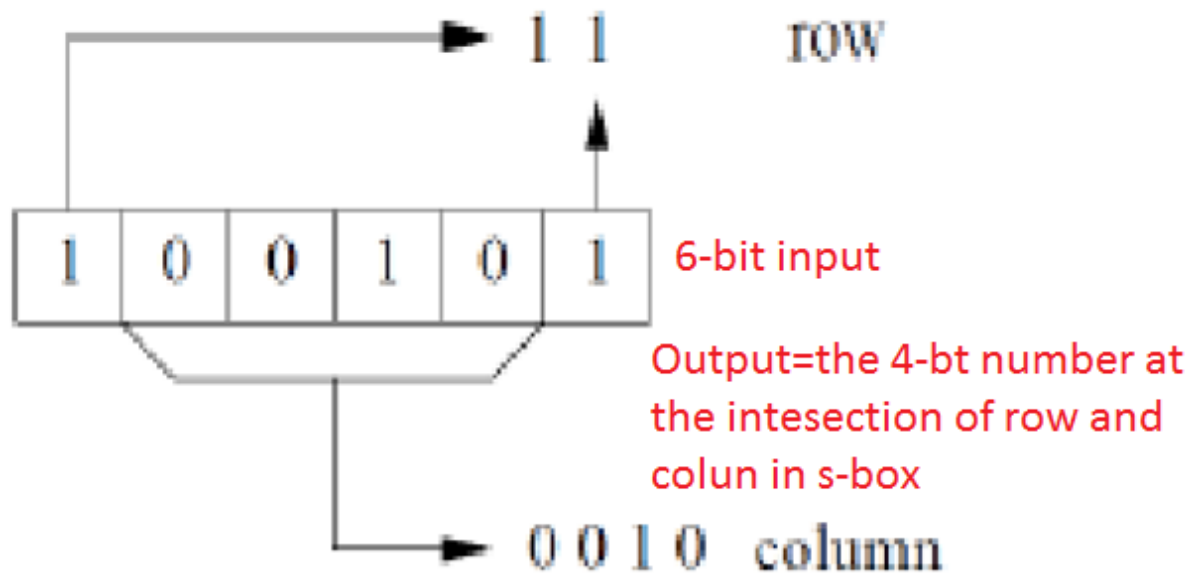 1 1 row
1 0 0 1 0 1 6-bit input
Output=the 4-bt number at
the intesection of row and
colun in s-box
0 0 1 0 column